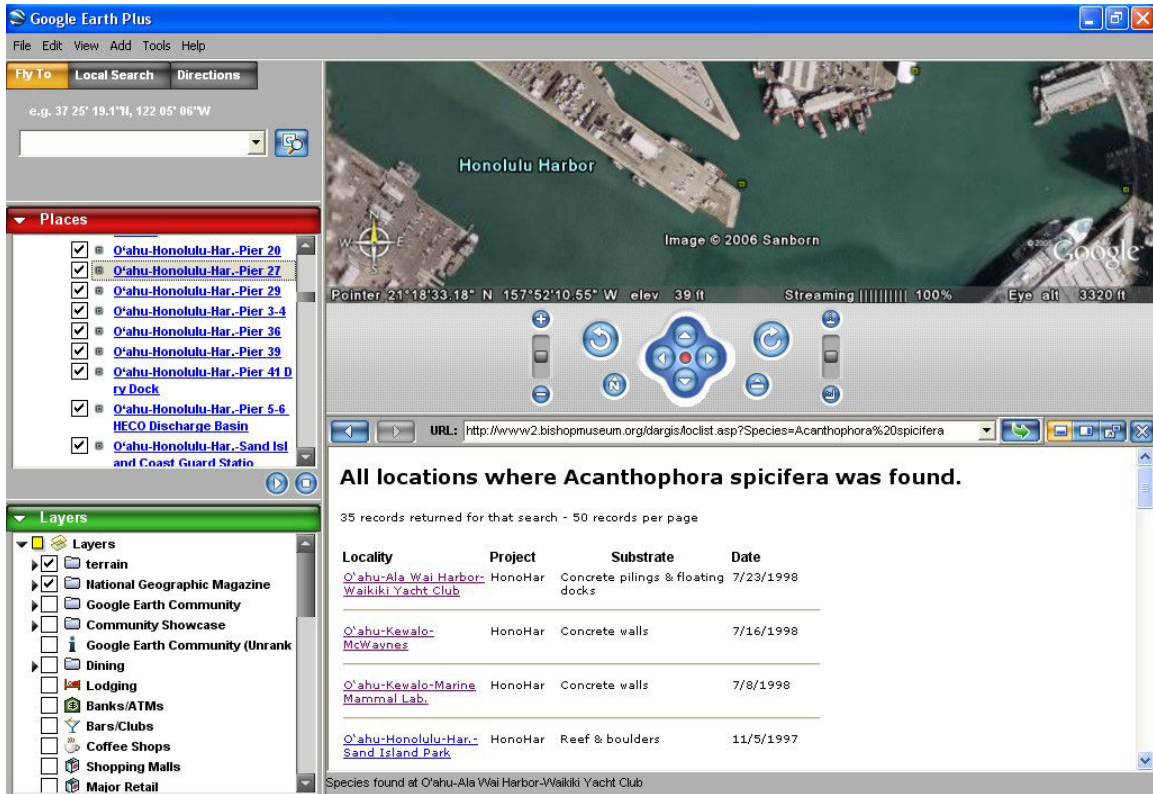 Google Earth Plus
File Edit View Add Tools Help
Fly To Local Search Directions
e.g. 37 25' 19.1"N, 122 05' 06"W
Places
O'ahu-Honolulu-Har.-Pier 20
O'ahu-Honolulu-Har.-Pier 27
O'ahu-Honolulu-Har.-Pier 29
O'ahu-Honolulu-Har.-Pier 3-4
O'ahu-Honolulu-Har.-Pier 36
O'ahu-Honolulu-Har.-Pier 39
O'ahu-Honolulu-Har.-Pier 41 D
ry Dock
O'ahu-Honolulu-Har.-Pier 5-6
HECO Discharge Basin
O'ahu-Honolulu-Har.-Sand Isl
and Coast Guard Statio
Layers
Layers
terrain
National Geographic Magazine
Google Earth Community
Community Showcase
Google Earth Community (Unrank
Dining
Lodging
Banks/ATMs
Bars/Clubs
Coffee Shops
Shopping Malls
Major Retail
Honolulu Harbor
N
W E
S
Image © 2006 Sanborn
Google
Pointer 21°18'33.18" N 157°52'10.55" W elev 39 ft Streaming |||||||||| 100% Eye alt 3320 ft
N
URL: http://www2.bishopmuseum.org/dargis/loclist.asp?Species=Acanthophora%20spicifera
All locations where Acanthophora spicifera was found.
35 records returned for that search - 50 records per page
Locality Project Substrate Date
O`ahu-Ala Wai Harbor- HonoHar Concrete pilings & floating 7/23/1998
Waikiki Yacht Club docks
O`ahu-Kewalo- HonoHar Concrete walls 7/16/1998
McWaynes
O`ahu-Kewalo-Marine HonoHar Concrete walls 7/8/1998
Mammal Lab.
O`ahu-Honolulu-Har.- HonoHar Reef & boulders 11/5/1997
Sand Island Park
Species found at O'ahu-Ala Wai Harbor-Waikiki Yacht Club